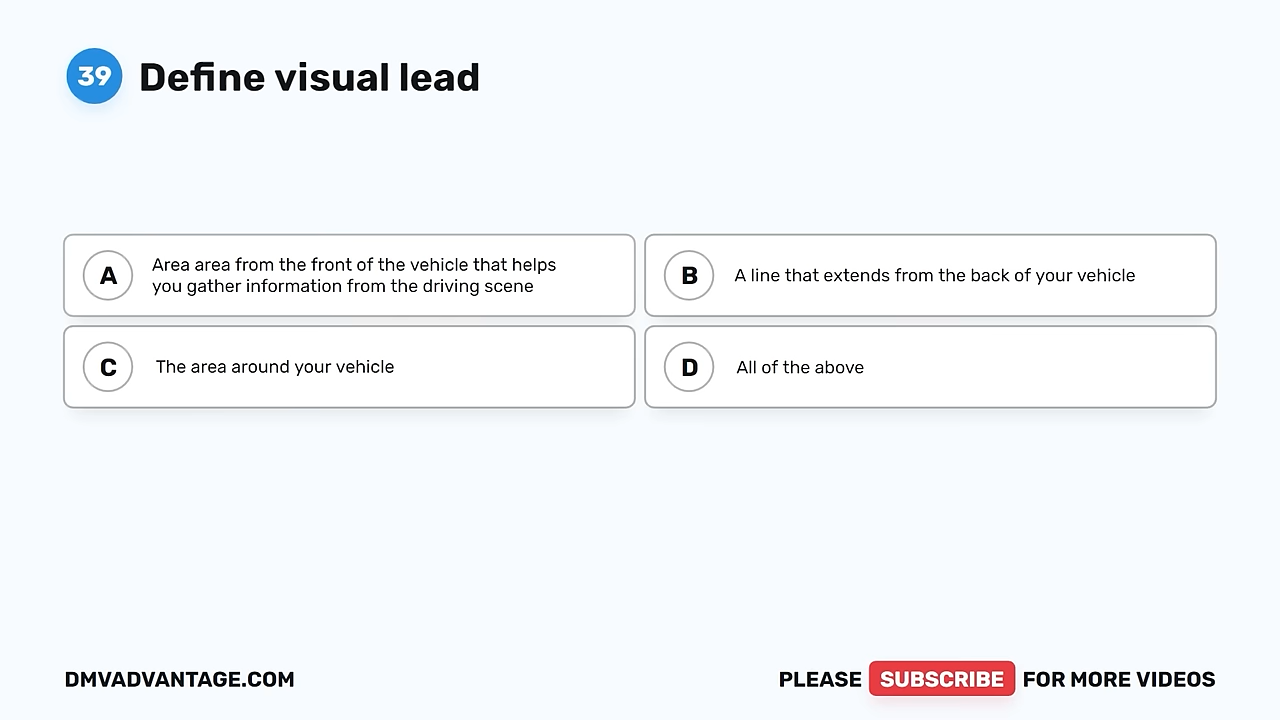 39 Define visual lead
A Area area from the front of the vehicle that helps
you gather information from the driving scene
B A line that extends from the back of your vehicle
C The area around your vehicle
D All of the above
DMVADVANTAGE.COM
PLEASE SUBSCRIBE FOR MORE VIDEOS